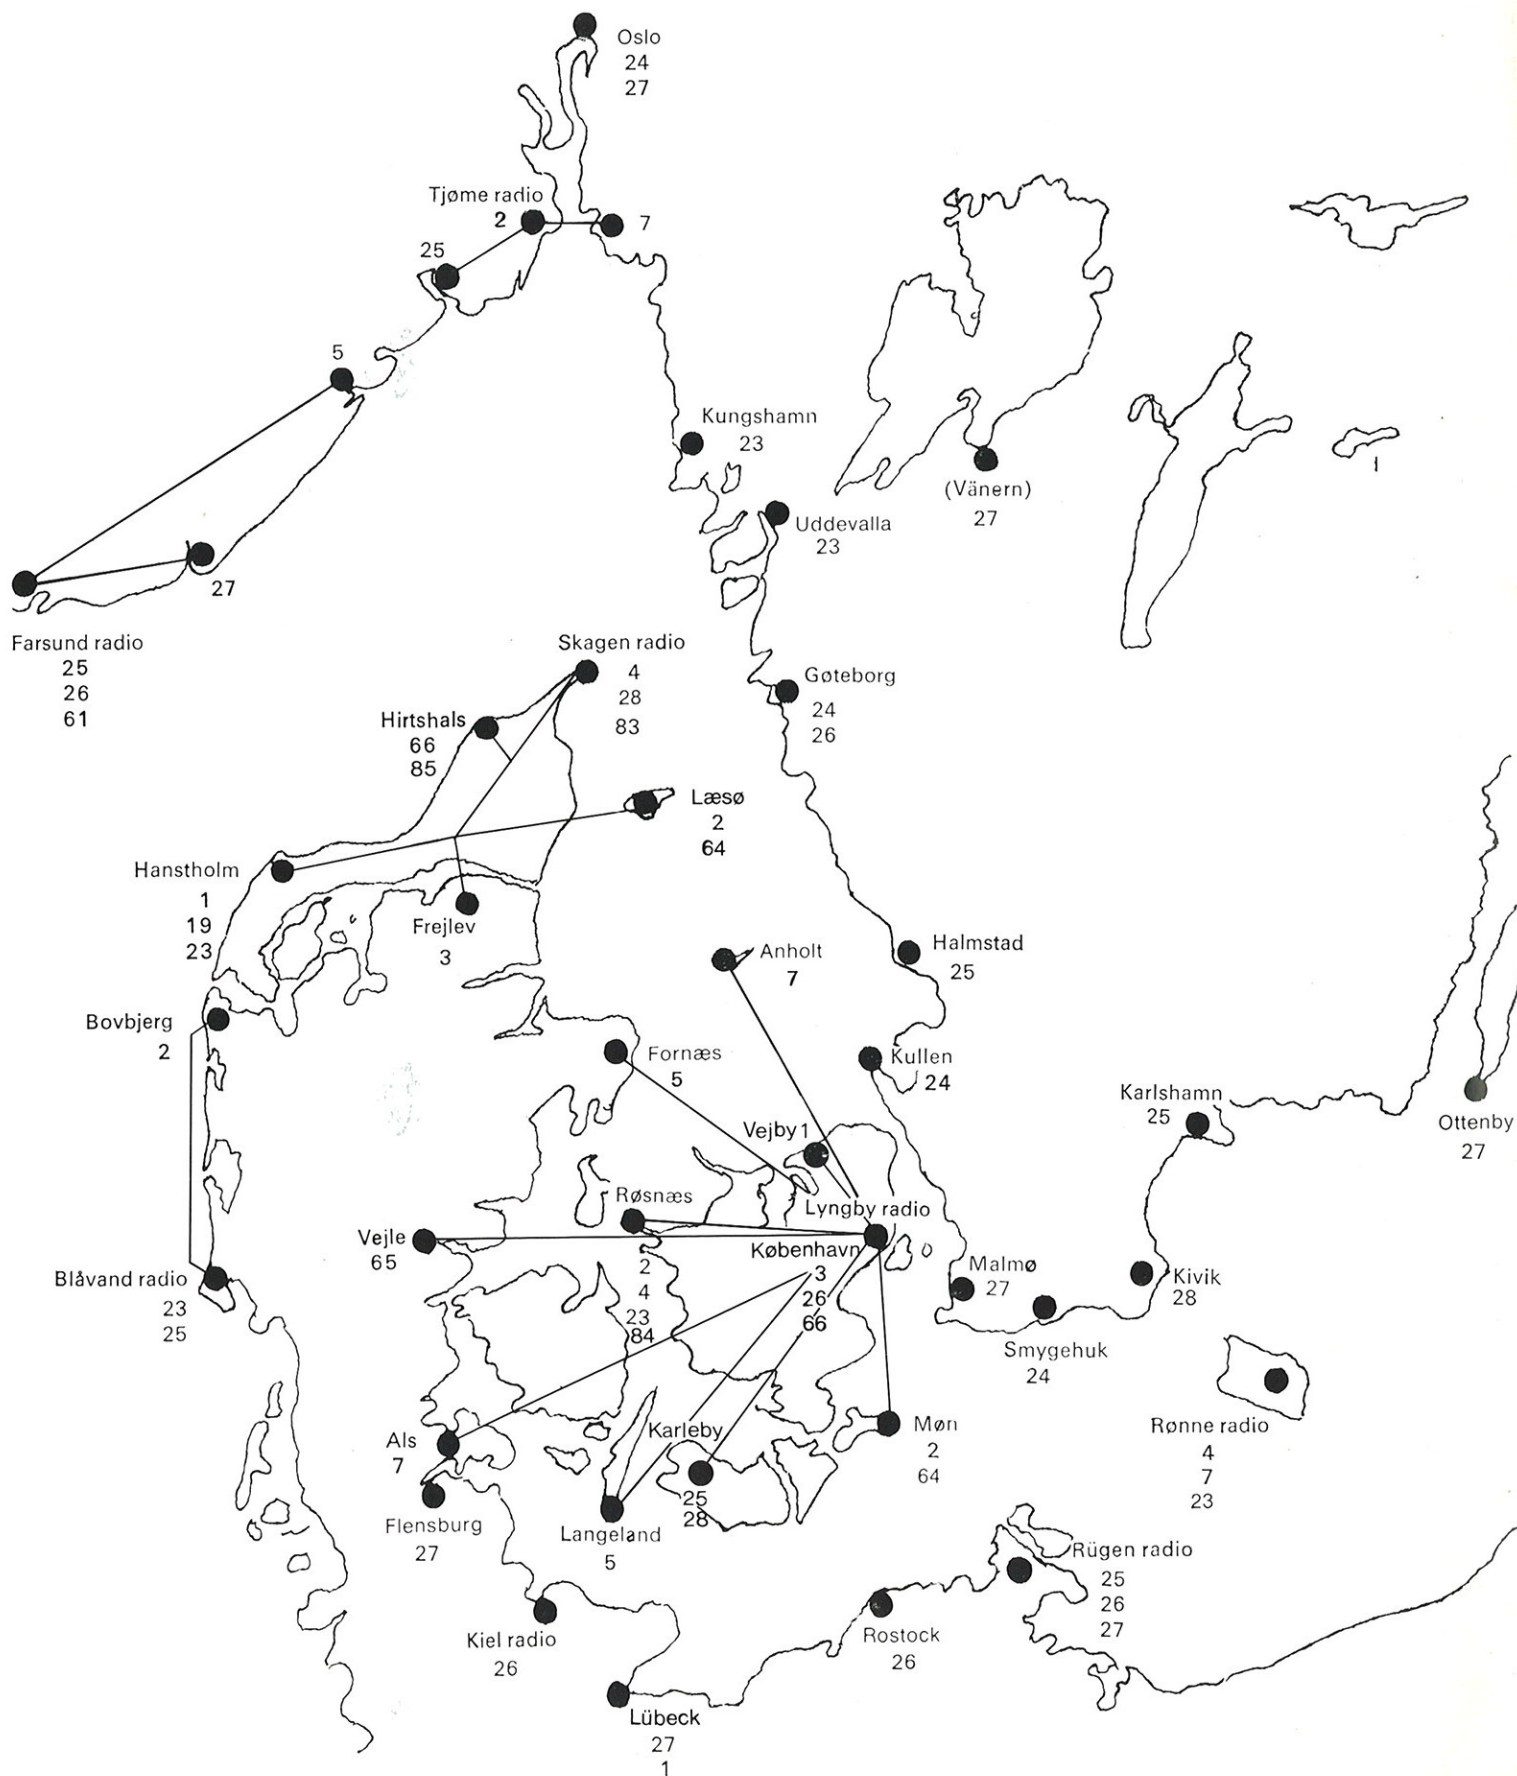 Oslo
24
27
Tjøme radio
2
7
25
5
Kungshamn
23
(Vänern)
27
Uddevalla
23
27
Farsund radio
25
26
61
Skagen radio
4
28
83
Gøteborg
24
26
Hirtshals
66
85
Læsø
2
64
Hanstholm
1
19
23
Frejlev
3
Anholt
7
Halmstad
25
Bovbjerg
2
Fornæs
5
Kullen
24
Karlshamn
25
Ottenby
27
Vejby 1
Røsnæs
2
4
23
84
Lyngby radio
København
3
26
66
Vejle
65
Blåvand radio
23
25
Malmø
27
Kivik
28
Smygehuk
24
Rønne radio
4
7
23
Møn
2
64
Karleby
25
28
Als
7
Flensburg
27
Langeland
5
Rügen radio
25
26
27
Rostock
26
Kiel radio
26
Lübeck
27
1